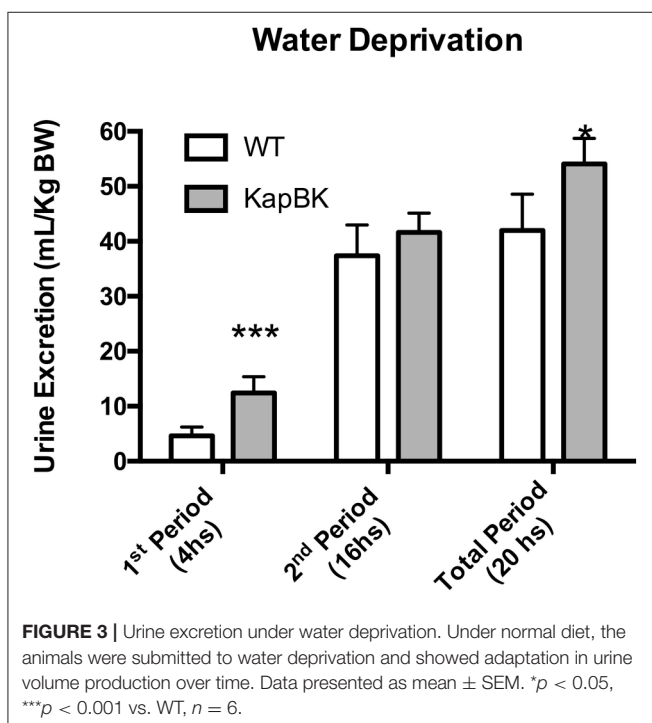 Water Deprivation
Urine Excretion (mL/Kg BW)
60
50
40
30
20
10
0
WT
KapBK
***
*
1st Period
(4hs)
2nd Period
(16hs)
Total Period
(20 hs)
FIGURE 3 | Urine excretion under water deprivation. Under normal diet, the
animals were submitted to water deprivation and showed adaptation in urine
volume production over time. Data presented as mean ± SEM. *p < 0.05,
***p < 0.001 vs. WT, n = 6.